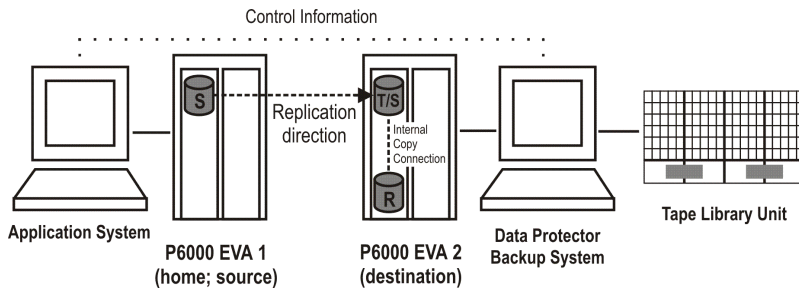 Control Information
S
Replication
direction
T/S
Internal
Copy
Connection
R
Application System
P6000 EVA 1
(home; source)
P6000 EVA 2
(destination)
Data Protector
Backup System
Tape Library Unit